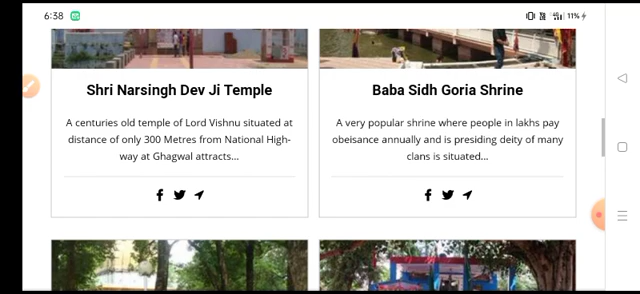 6:38
11%
Shri Narsingh Dev Ji Temple
A centuries old temple of Lord Vishnu situated at
distance of only 300 Metres from National High-
way at Ghagwal attracts...
Baba Sidh Goria Shrine
A very popular shrine where people in lakhs pay
obeisance annually and is presiding deity of many
clans is situated...